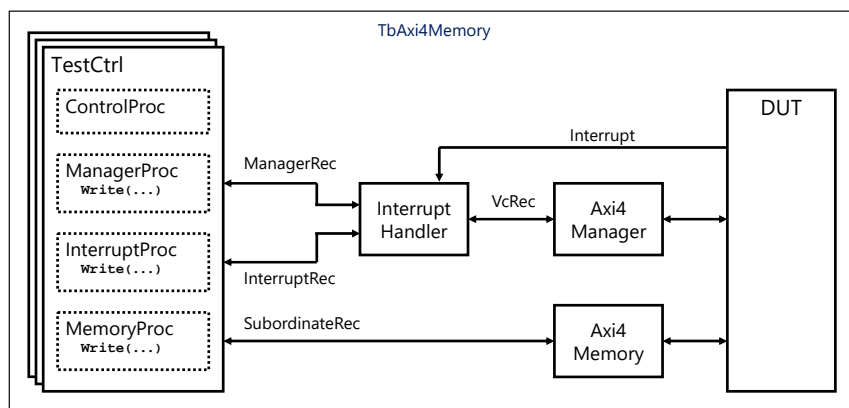 TbAxi4Memory
TestCtrl
ControlProc
ManagerProc
Write(...)
InterruptProc
Write(...)
MemoryProc
Write(...)
ManagerRec
InterruptRec
SubordinateRec
Interrupt
Handler
Interrupt
VcRec
Axi4
Manager
Axi4
Memory
DUT